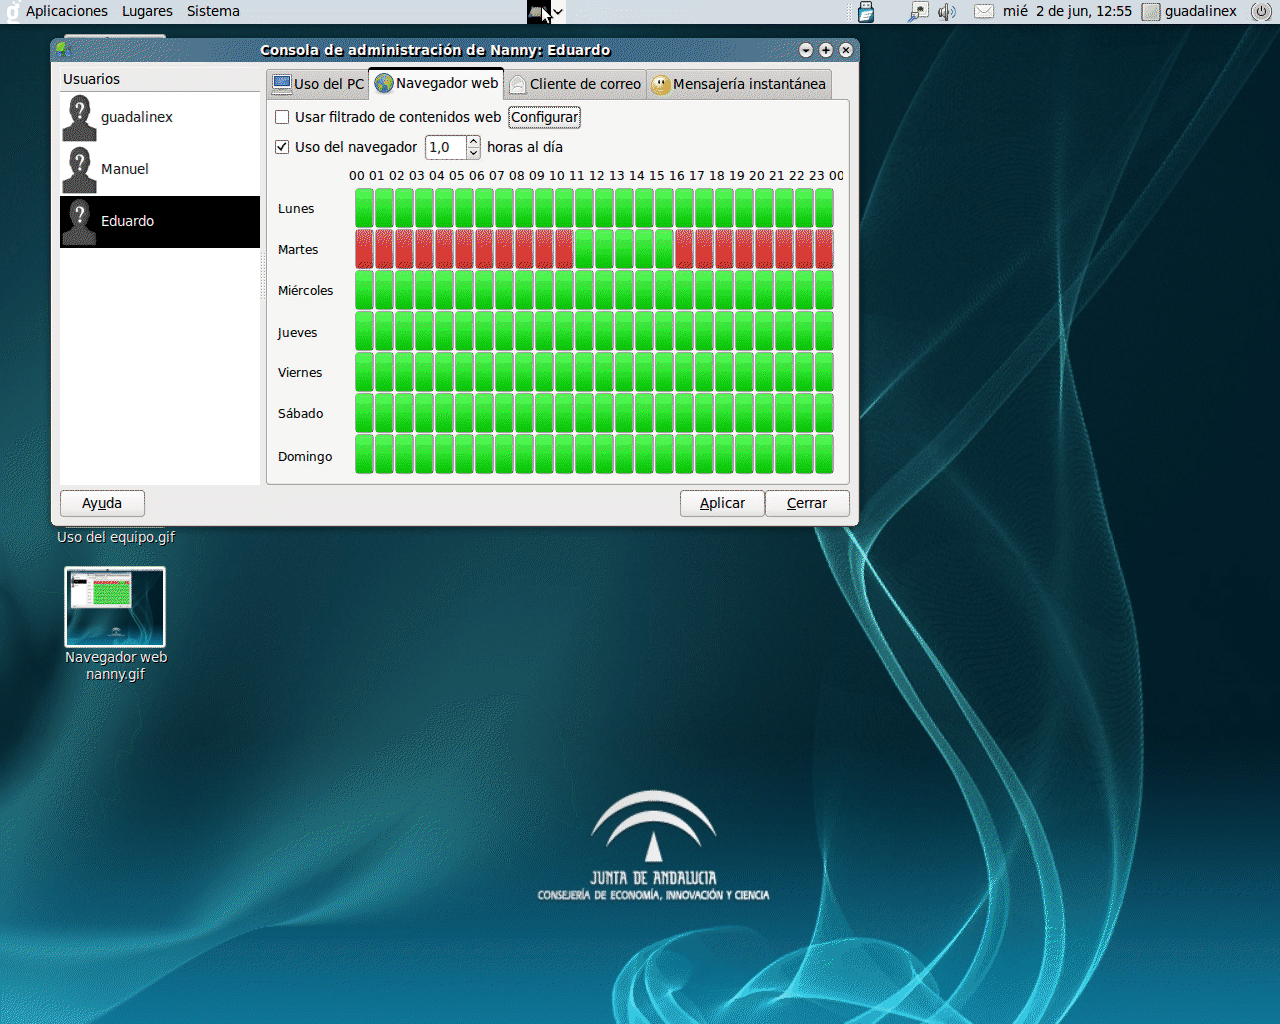 Aplicaciones Lugares Sistema mié 2 de jun, 12:55 guadalinex
Consola de administración de Nanny: Eduardo
Usuarios
guadalinex
Manuel
Eduardo
Uso del PC Navegador web Cliente de correo Mensajería instantánea
Usar filtrado de contenidos web Configurar
Uso del navegador 1,0 horas al día
00 01 02 03 04 05 06 07 08 09 10 11 12 13 14 15 16 17 18 19 20 21 22 23 00
Lunes
Martes
Miércoles
Jueves
Viernes
Sábado
Domingo
Ayuda Aplicar Cerrar
Uso del equipo.gif
Navegador web
nanny.gif
JUNTA DE ANDALUCIA
CONSEJERÍA DE ECONOMÍA, INNOVACIÓN Y CIENCIA